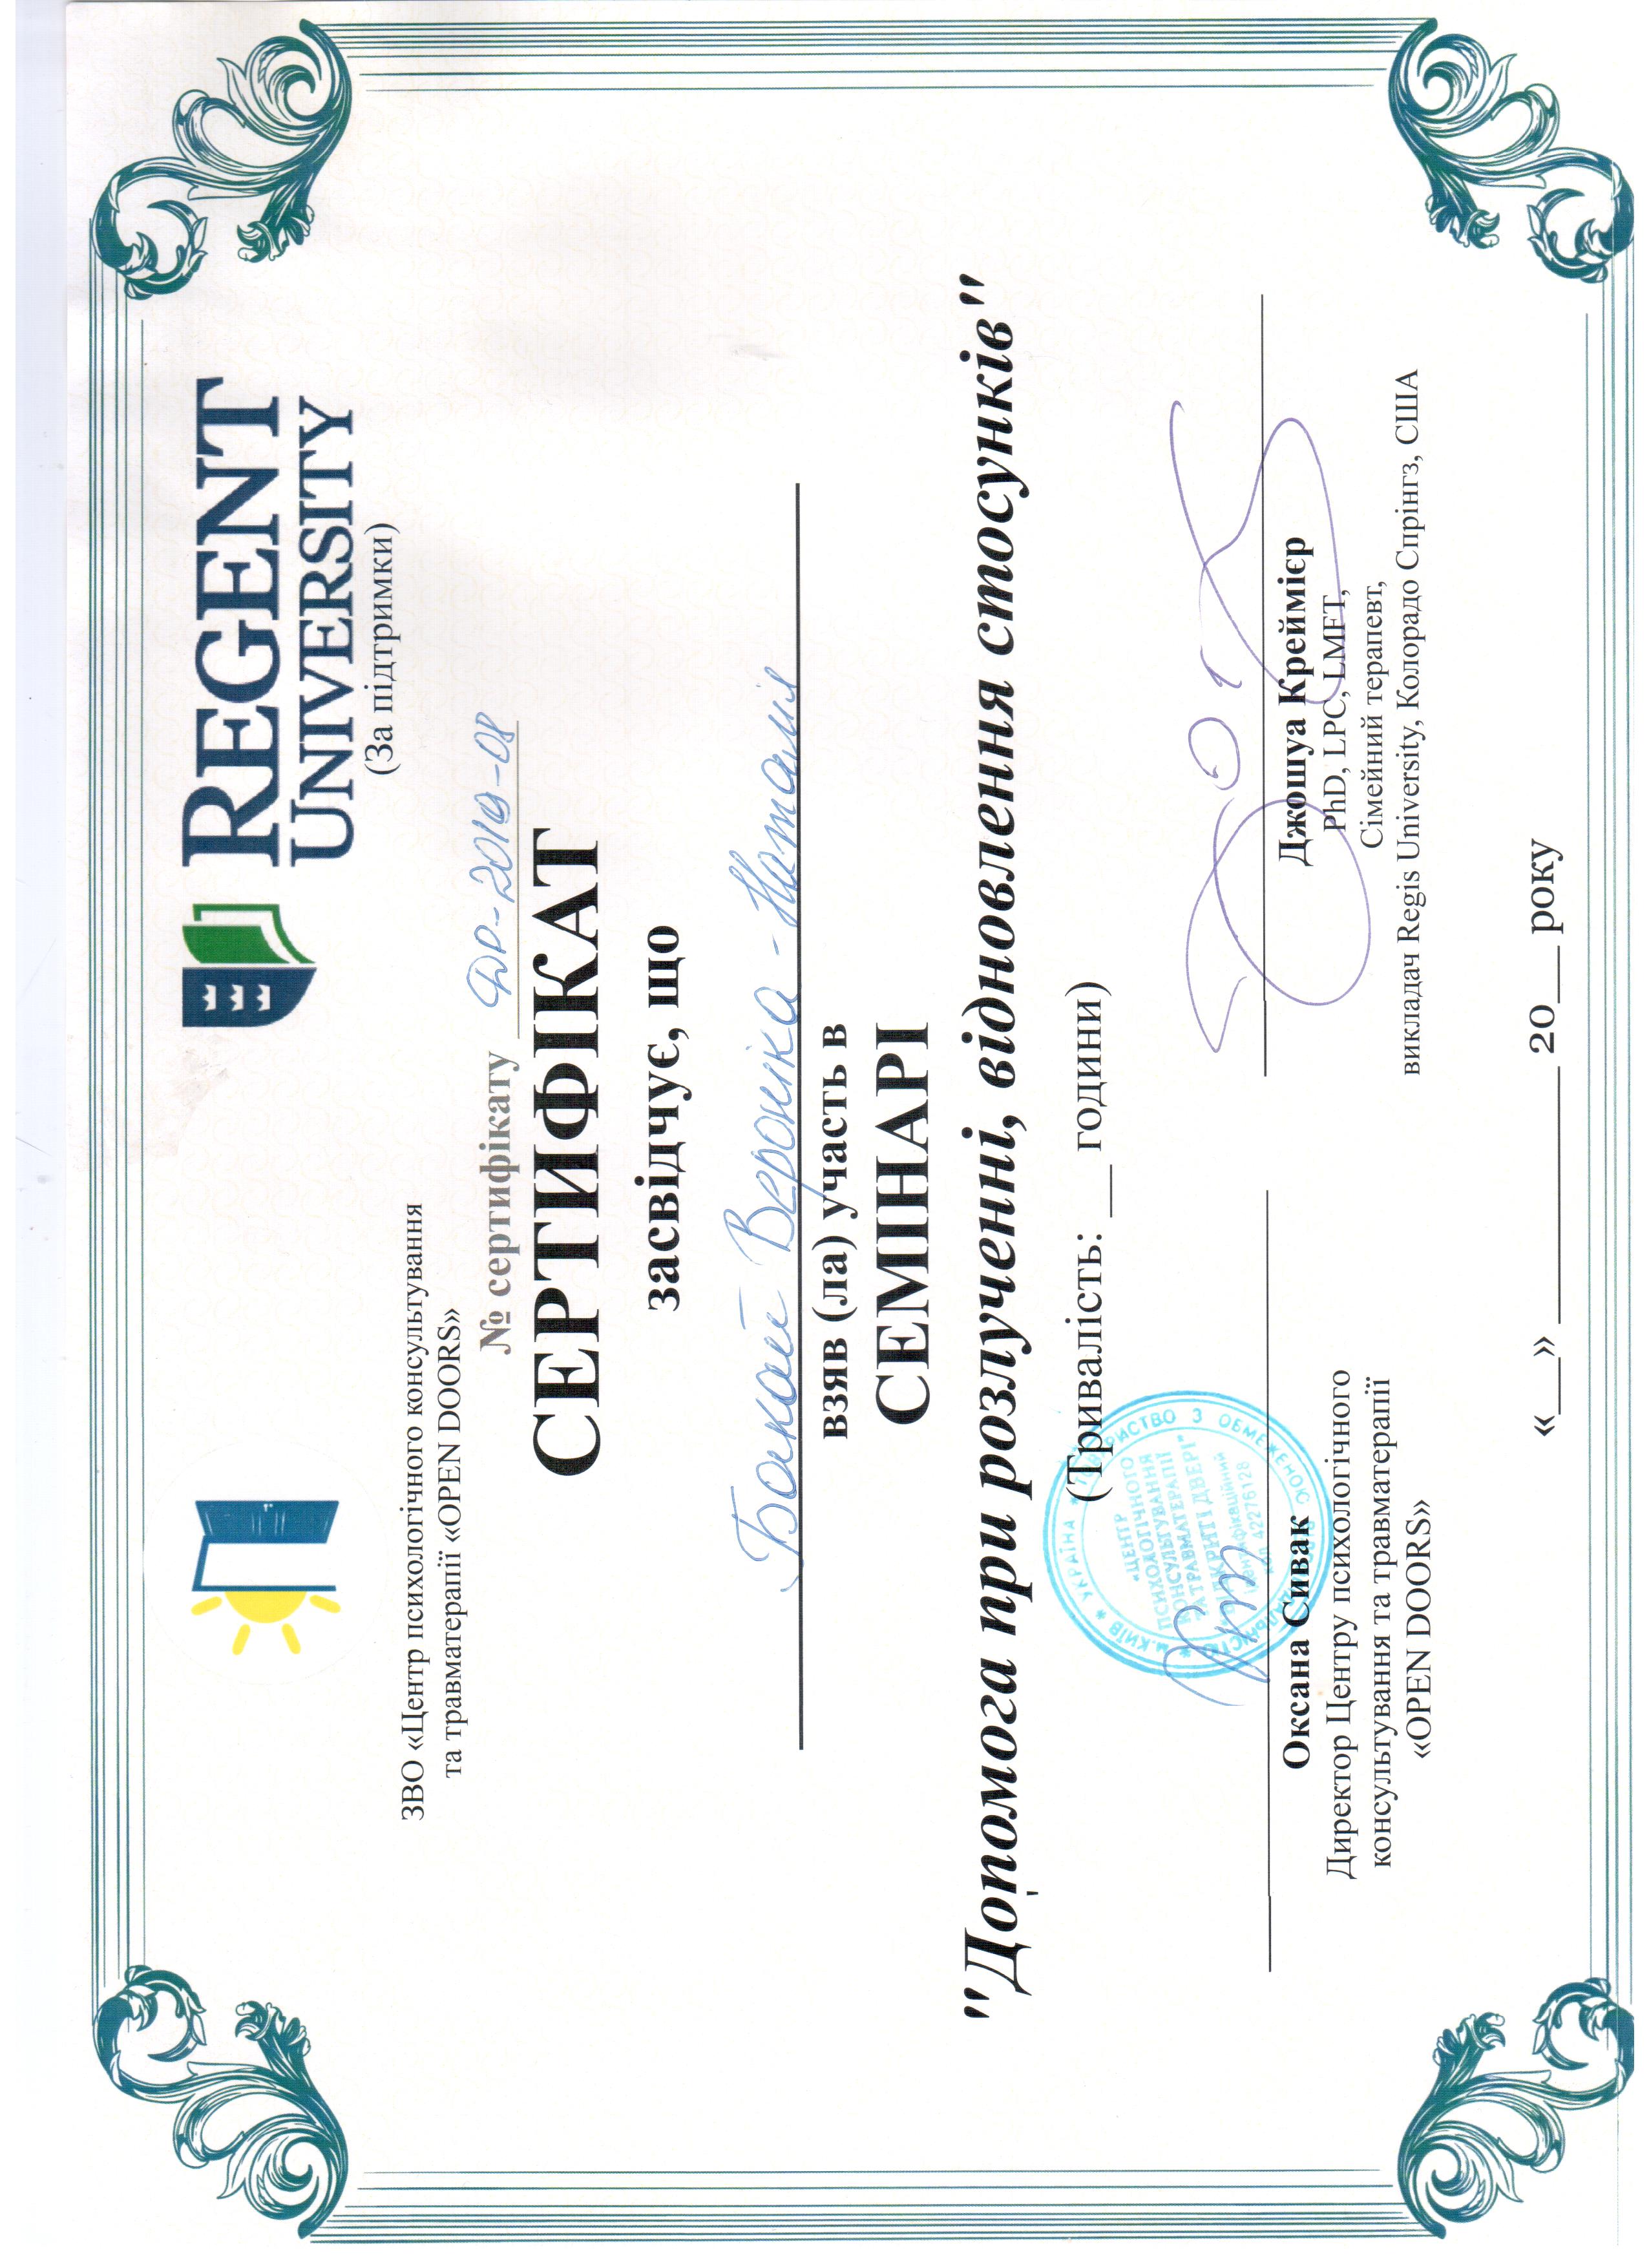 REGENT
UNIVERSITY
(За підтримки)
ЗВО «Центр психологічного консультування
та травматерапії «OPEN DOORS»
№ сертифікату ДР-2019-08
СЕРТИФІКАТ
засвідчує, що
Бакай Вероніка-Наталія
взяв (ла) участь в
СЕМІНАРІ
"Допомога при розлученні, відновлення стосунків"
(Тривалість: __ години)
* УКРАЇНА * ТОВАРИСТВО З ОБМЕЖЕНОЮ ВІДПОВІДАЛЬНІСТЮ * м.КИЇВ
«ЦЕНТР
ПСИХОЛОГІЧНОГО
КОНСУЛЬТУВАННЯ
ТА ТРАВМАТЕРАПІЇ
"ВІДКРИТІ ДВЕРІ"
ідентифікаційний
код 42276128
Оксана Сивак
Директор Центру психологічного
консультування та травматерапії
«OPEN DOORS»
Джошуа Креймієр
PhD, LPC, LMFT,
Сімейний терапевт,
викладач Regis University, Колорадо Спрінгз, США
«__» _________ 20__ року